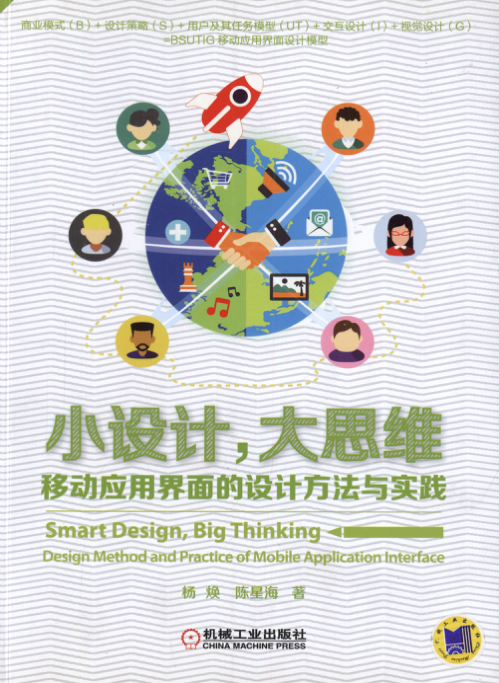 商业模式（B）+ 设计策略（S）+ 用户及其任务模型（UT）+ 交互设计（I）+ 视觉设计（G）
=BSUTIG 移动应用界面设计模型
小设计，大思维
移动应用界面的设计方法与实践
Smart Design, Big Thinking
Design Method and Practice of Mobile Application Interface
杨 焕 陈星海 著
机械工业出版社
CHINA MACHINE PRESS